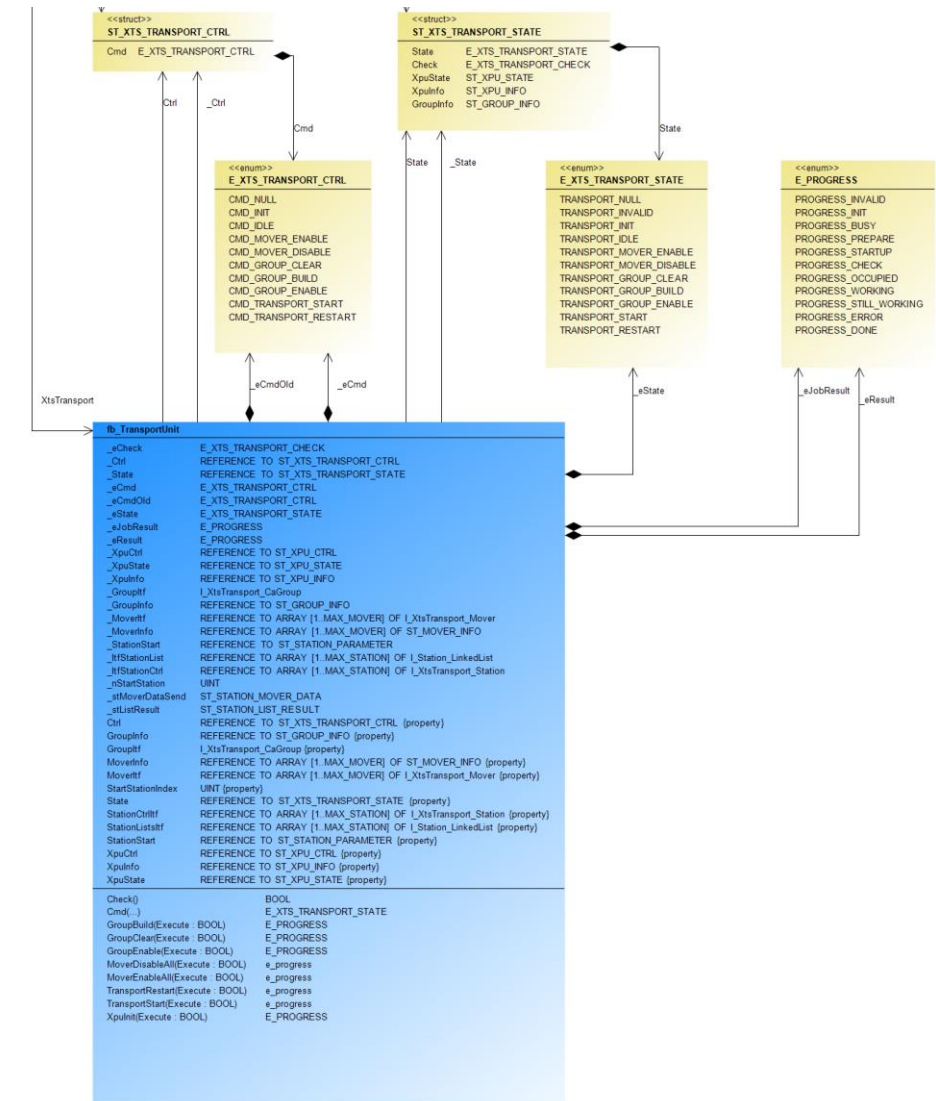 <<struct>>
ST_XTS_TRANSPORT_CTRL
Cmd E_XTS_TRANSPORT_CTRL
<<struct>>
ST_XTS_TRANSPORT_STATE
State E_XTS_TRANSPORT_STATE
Check E_XTS_TRANSPORT_CHECK
XpuState ST_XPU_STATE
XpuInfo ST_XPU_INFO
GroupInfo ST_GROUP_INFO
Ctrl
_Ctrl
Cmd
State
_State
State
<<enum>>
E_XTS_TRANSPORT_CTRL
CMD_NULL
CMD_INIT
CMD_IDLE
CMD_MOVER_ENABLE
CMD_MOVER_DISABLE
CMD_GROUP_CLEAR
CMD_GROUP_BUILD
CMD_GROUP_ENABLE
CMD_TRANSPORT_START
CMD_TRANSPORT_RESTART
<<enum>>
E_XTS_TRANSPORT_STATE
TRANSPORT_NULL
TRANSPORT_INVALID
TRANSPORT_INIT
TRANSPORT_IDLE
TRANSPORT_MOVER_ENABLE
TRANSPORT_MOVER_DISABLE
TRANSPORT_GROUP_CLEAR
TRANSPORT_GROUP_BUILD
TRANSPORT_GROUP_ENABLE
TRANSPORT_START
TRANSPORT_RESTART
<<enum>>
E_PROGRESS
PROGRESS_INVALID
PROGRESS_INIT
PROGRESS_BUSY
PROGRESS_PREPARE
PROGRESS_STARTUP
PROGRESS_CHECK
PROGRESS_OCCUPIED
PROGRESS_WORKING
PROGRESS_STILL_WORKING
PROGRESS_ERROR
PROGRESS_DONE
_eCmdOld
_eCmd
_eState
_eJobResult
_eResult
XtsTransport
fb_TransportUnit
_eCheck E_XTS_TRANSPORT_CHECK
_Ctrl REFERENCE TO ST_XTS_TRANSPORT_CTRL
_State REFERENCE TO ST_XTS_TRANSPORT_STATE
_eCmd E_XTS_TRANSPORT_CTRL
_eCmdOld E_XTS_TRANSPORT_CTRL
_eState E_XTS_TRANSPORT_STATE
_eJobResult E_PROGRESS
_eResult E_PROGRESS
_XpuCtrl REFERENCE TO ST_XPU_CTRL
_XpuState REFERENCE TO ST_XPU_STATE
_XpuInfo REFERENCE TO ST_XPU_INFO
_GroupItf I_XtsTransport_CaGroup
_GroupInfo REFERENCE TO ST_GROUP_INFO
_MoverItf REFERENCE TO ARRAY [1..MAX_MOVER] OF I_XtsTransport_Mover
_MoverInfo REFERENCE TO ARRAY [1..MAX_MOVER] OF ST_MOVER_INFO
_StationStart REFERENCE TO ST_STATION_PARAMETER
_ItfStationList REFERENCE TO ARRAY [1..MAX_STATION] OF I_Station_LinkedList
_ItfStationCtrl REFERENCE TO ARRAY [1..MAX_STATION] OF I_XtsTransport_Station
_nStartStation UINT
_stMoverDataSend ST_STATION_MOVER_DATA
_stListResult ST_STATION_LIST_RESULT
Ctrl REFERENCE TO ST_XTS_TRANSPORT_CTRL {property}
GroupInfo REFERENCE TO ST_GROUP_INFO {property}
GroupItf I_XtsTransport_CaGroup {property}
MoverInfo REFERENCE TO ARRAY [1..MAX_MOVER] OF ST_MOVER_INFO {property}
MoverItf REFERENCE TO ARRAY [1..MAX_MOVER] OF I_XtsTransport_Mover {property}
StartStationIndex UINT {property}
State REFERENCE TO ST_XTS_TRANSPORT_STATE {property}
StationCtrlItf REFERENCE TO ARRAY [1..MAX_STATION] OF I_XtsTransport_Station {property}
StationListsItf REFERENCE TO ARRAY [1..MAX_STATION] OF I_Station_LinkedList {property}
StationStart REFERENCE TO ST_STATION_PARAMETER {property}
XpuCtrl REFERENCE TO ST_XPU_CTRL {property}
XpuInfo REFERENCE TO ST_XPU_INFO {property}
XpuState REFERENCE TO ST_XPU_STATE {property}
Check() BOOL
Cmd(...) E_XTS_TRANSPORT_STATE
GroupBuild(Execute : BOOL) E_PROGRESS
GroupClear(Execute : BOOL) E_PROGRESS
GroupEnable(Execute : BOOL) E_PROGRESS
MoverDisableAll(Execute : BOOL) e_progress
MoverEnableAll(Execute : BOOL) e_progress
TransportRestart(Execute : BOOL) e_progress
TransportStart(Execute : BOOL) e_progress
XpuInit(Execute : BOOL) E_PROGRESS